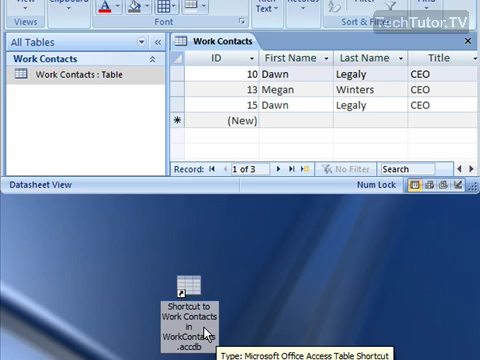 Views
Clipboard
Font
Rich
Text
Records
Sort & Filter
TechTutor.TV
All Tables
Work Contacts
Work Contacts : Table
Work Contacts
ID First Name Last Name Title
10 Dawn Legaly CEO
13 Megan Winters CEO
15 Dawn Legaly CEO
(New)
Record: 1 of 3 No Filter Search
Datasheet View Num Lock
Shortcut to
Work Contacts
in
WorkContacts
.accdb
Type: Microsoft Office Access Table Shortcut